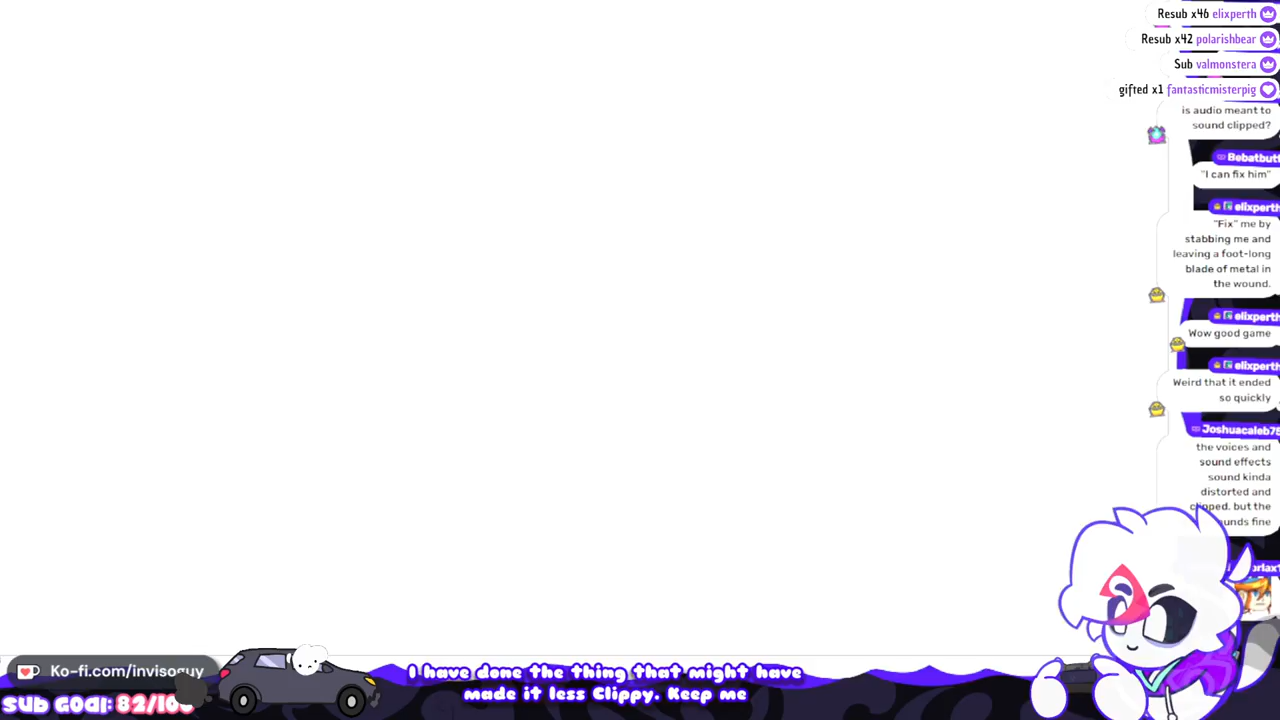 Resub x46 elixperth
Resub x42 polarishbear
Sub valmonstera
gifted x1 fantasticmisterpig
is audio meant to
sound clipped?
Bebatbutt
"I can fix him"
elixperth
"Fix" me by
stabbing me and
leaving a foot-long
blade of metal in
the wound.
elixperth
Wow good game
elixperth
Weird that it ended
so quickly
Joshuacaleb75
the voices and
sound effects
sound kinda
distorted and
clipped. but the
fine
Ko-fi.com/invisoguy
SUB GOAL: 82/100
I have done the thing that might have
made it less Clippy. Keep me